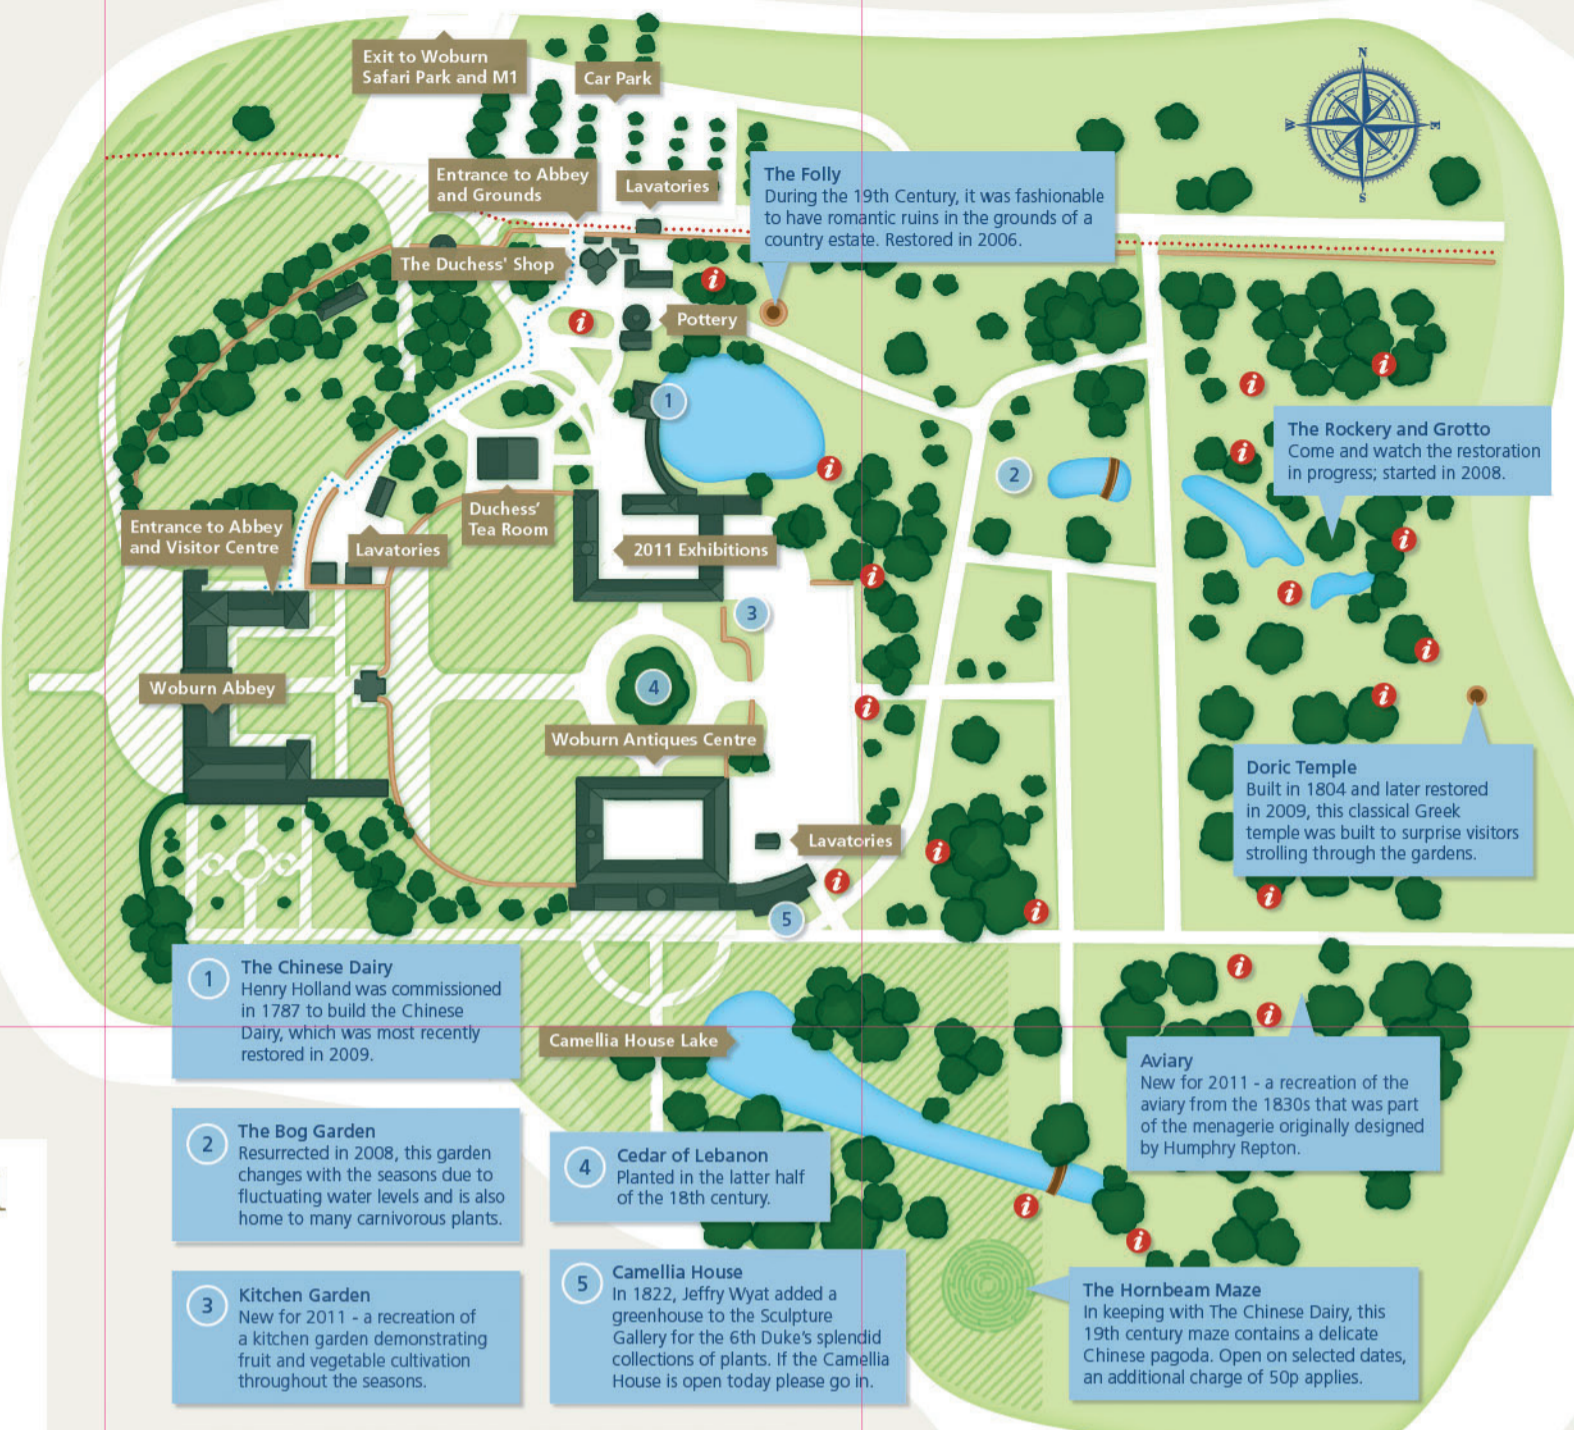 Exit to Woburn
Safari Park and M1
Car Park
N
W
E
S
Entrance to Abbey
and Grounds
Lavatories
The Folly
During the 19th Century, it was fashionable
to have romantic ruins in the grounds of a
country estate. Restored in 2006.
The Duchess' Shop
i
i
Pottery
i
i
1
The Rockery and Grotto
Come and watch the restoration
in progress; started in 2008.
i
i
2
Duchess'
Tea Room
Entrance to Abbey
and Visitor Centre
Lavatories
2011 Exhibitions
i
i
i
3
i
Woburn Abbey
4
i
i
Woburn Antiques Centre
Doric Temple
Built in 1804 and later restored
in 2009, this classical Greek
temple was built to surprise visitors
strolling through the gardens.
Lavatories
i
i
i
i
5
1
The Chinese Dairy
Henry Holland was commissioned
in 1787 to build the Chinese
Dairy, which was most recently
restored in 2009.
i
i
Camellia House Lake
Aviary
New for 2011 - a recreation of the
aviary from the 1830s that was part
of the menagerie originally designed
by Humphry Repton.
2
The Bog Garden
Resurrected in 2008, this garden
changes with the seasons due to
fluctuating water levels and is also
home to many carnivorous plants.
4
Cedar of Lebanon
Planted in the latter half
of the 18th century.
i
i
3
Kitchen Garden
New for 2011 - a recreation of
a kitchen garden demonstrating
fruit and vegetable cultivation
throughout the seasons.
5
Camellia House
In 1822, Jeffry Wyat added a
greenhouse to the Sculpture
Gallery for the 6th Duke's splendid
collections of plants. If the Camellia
House is open today please go in.
The Hornbeam Maze
In keeping with The Chinese Dairy, this
19th century maze contains a delicate
Chinese pagoda. Open on selected dates,
an additional charge of 50p applies.